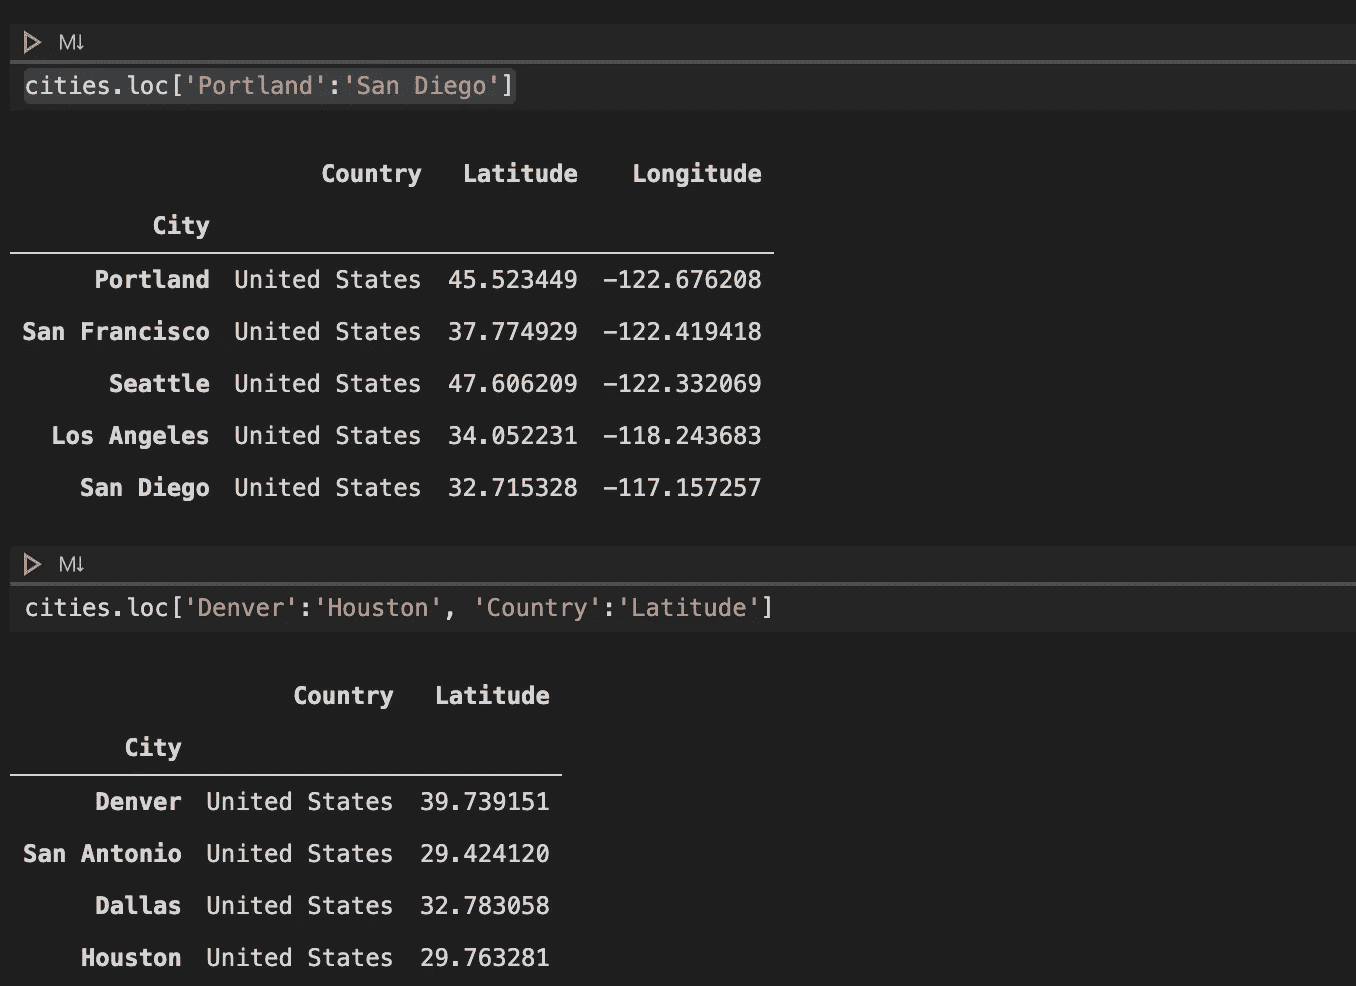 M↓
cities.loc['Portland':'San Diego']
Country Latitude Longitude
City
Portland United States 45.523449 −122.676208
San Francisco United States 37.774929 −122.419418
Seattle United States 47.606209 −122.332069
Los Angeles United States 34.052231 −118.243683
San Diego United States 32.715328 −117.157257
M↓
cities.loc['Denver':'Houston', 'Country':'Latitude']
Country Latitude
City
Denver United States 39.739151
San Antonio United States 29.424120
Dallas United States 32.783058
Houston United States 29.763281